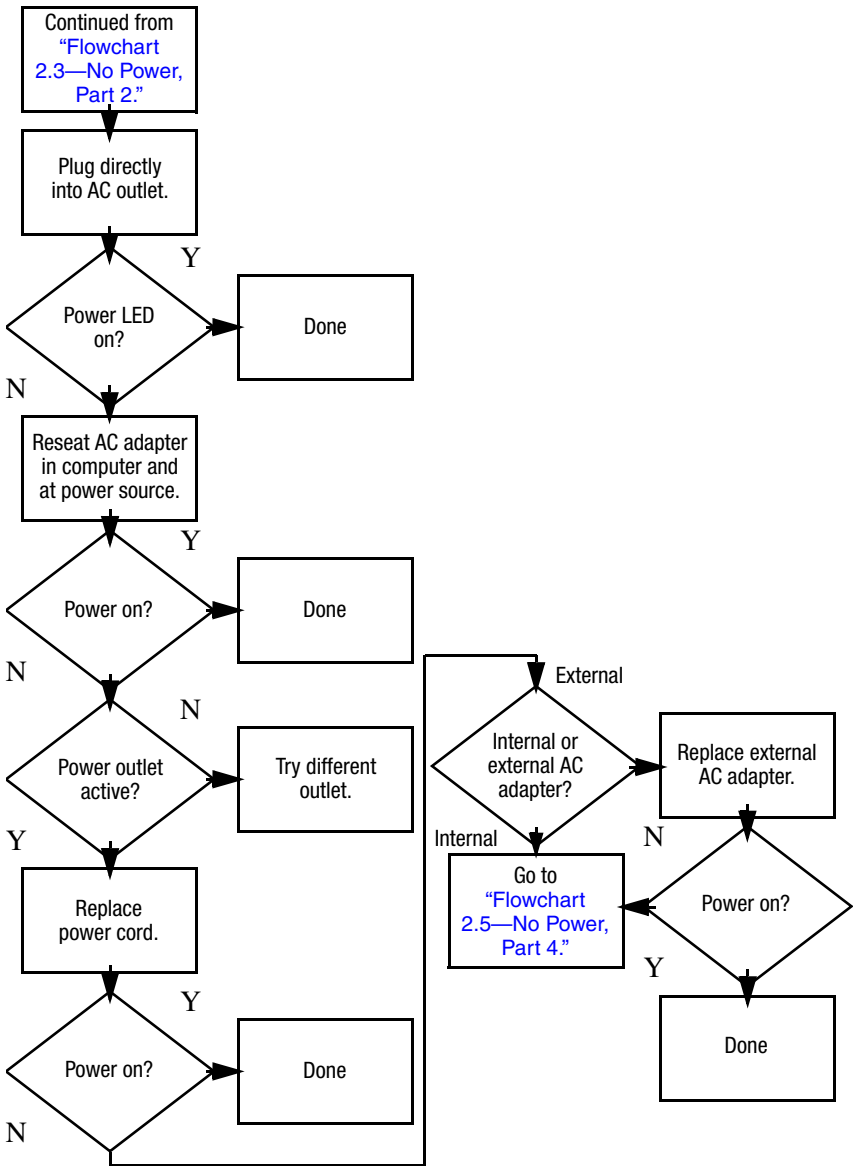 Continued from
“Flowchart
2.3—No Power,
Part 2.”
Plug directly
into AC outlet.
Y
Power LED
on?
Done
N
Reseat AC adapter
in computer and
at power source.
Y
Power on?
Done
N
N
Power outlet
active?
Try different
outlet.
Y
Replace
power cord.
Y
Power on?
Done
N
External
Internal or
external AC
adapter?
Replace external
AC adapter.
Internal
N
Go to
“Flowchart
2.5—No Power,
Part 4.”
Power on?
Y
Done